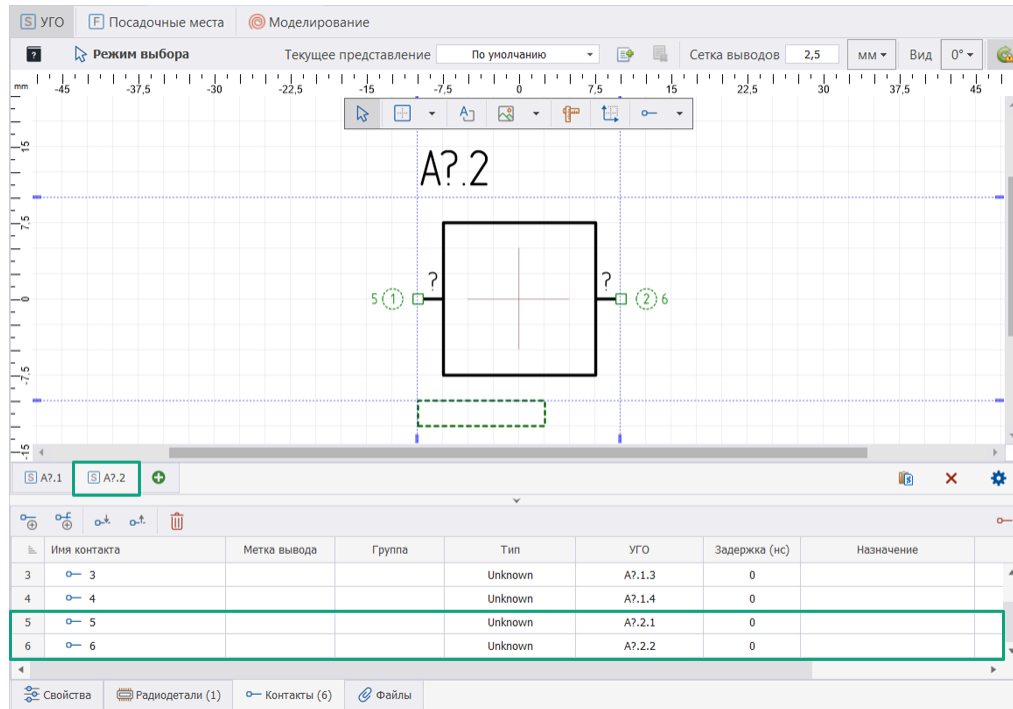 S УГО F Посадочные места Моделирование
? Режим выбора Текущее представление По умолчанию Сетка выводов 2,5 мм Вид 0°
mm -45 -37,5 -30 -22,5 -15 -7,5 0 7,5 15 22,5 30 37,5 45
15
A?.2
7,5
? ?
0 5 1 2 6
-7,5
-15
S A?.1 S A?.2
Имя контакта Метка вывода Группа Тип УГО Задержка (нс) Назначение
3 3 Unknown A?.1.3 0
4 4 Unknown A?.1.4 0
5 5 Unknown A?.2.1 0
6 6 Unknown A?.2.2 0
Свойства Радиодетали (1) Контакты (6) Файлы